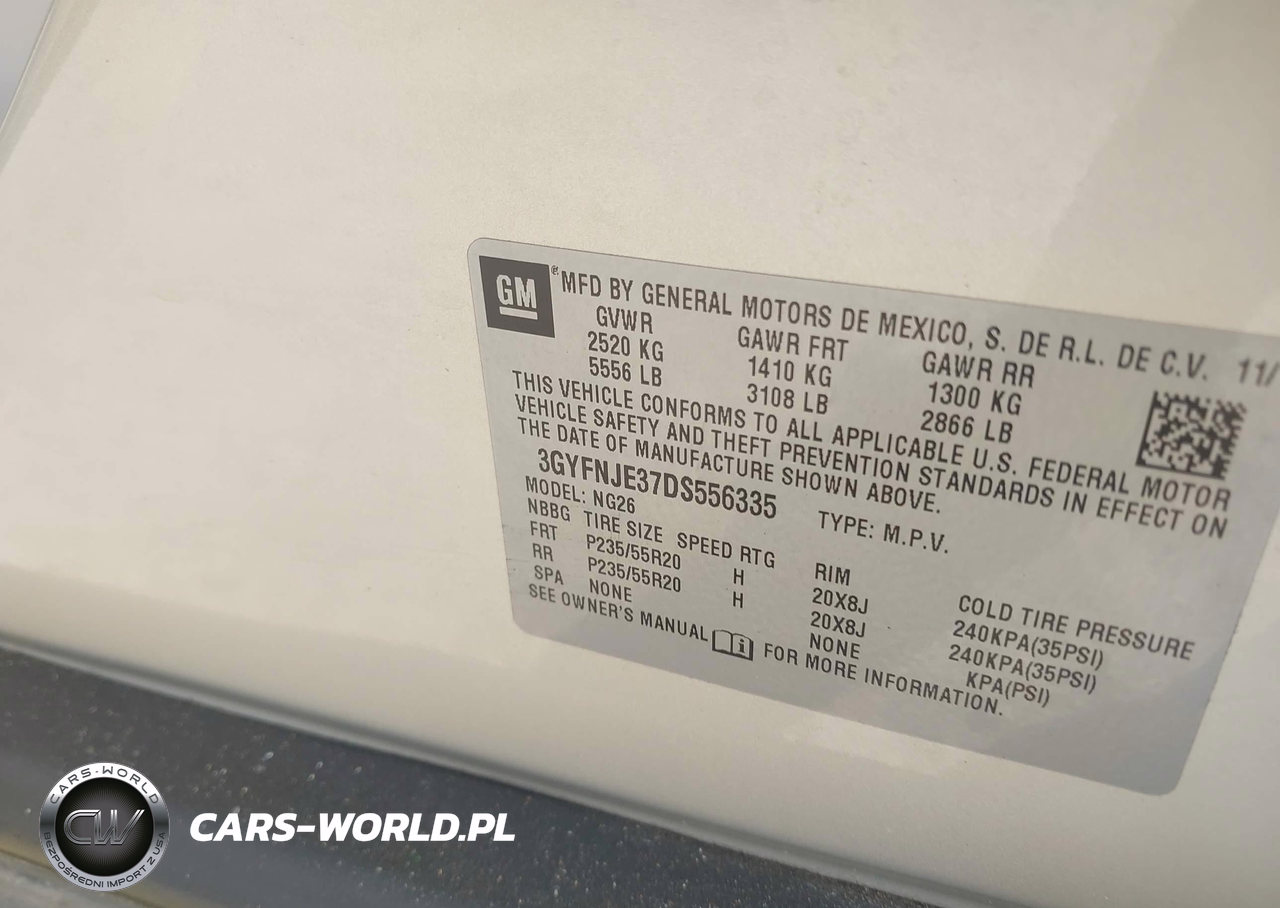 GM ® MFD BY GENERAL MOTORS DE MEXICO, S. DE R.L. DE C.V. 11/
GVWR GAWR FRT GAWR RR
2520 KG 1410 KG 1300 KG
5556 LB 3108 LB 2866 LB
THIS VEHICLE CONFORMS TO ALL APPLICABLE U.S. FEDERAL MOTOR
VEHICLE SAFETY AND THEFT PREVENTION STANDARDS IN EFFECT ON
THE DATE OF MANUFACTURE SHOWN ABOVE.
3GYFNJE37DS556335 TYPE: M.P.V.
MODEL: NG26
NBBG TIRE SIZE SPEED RTG RIM COLD TIRE PRESSURE
FRT P235/55R20 H 20X8J 240KPA(35PSI)
RR P235/55R20 H 20X8J 240KPA(35PSI)
SPA NONE NONE KPA(PSI)
SEE OWNER'S MANUAL FOR MORE INFORMATION.
CARS-WORLD
CW
BEZPOŚREDNI IMPORT Z USA
CARS-WORLD.PL